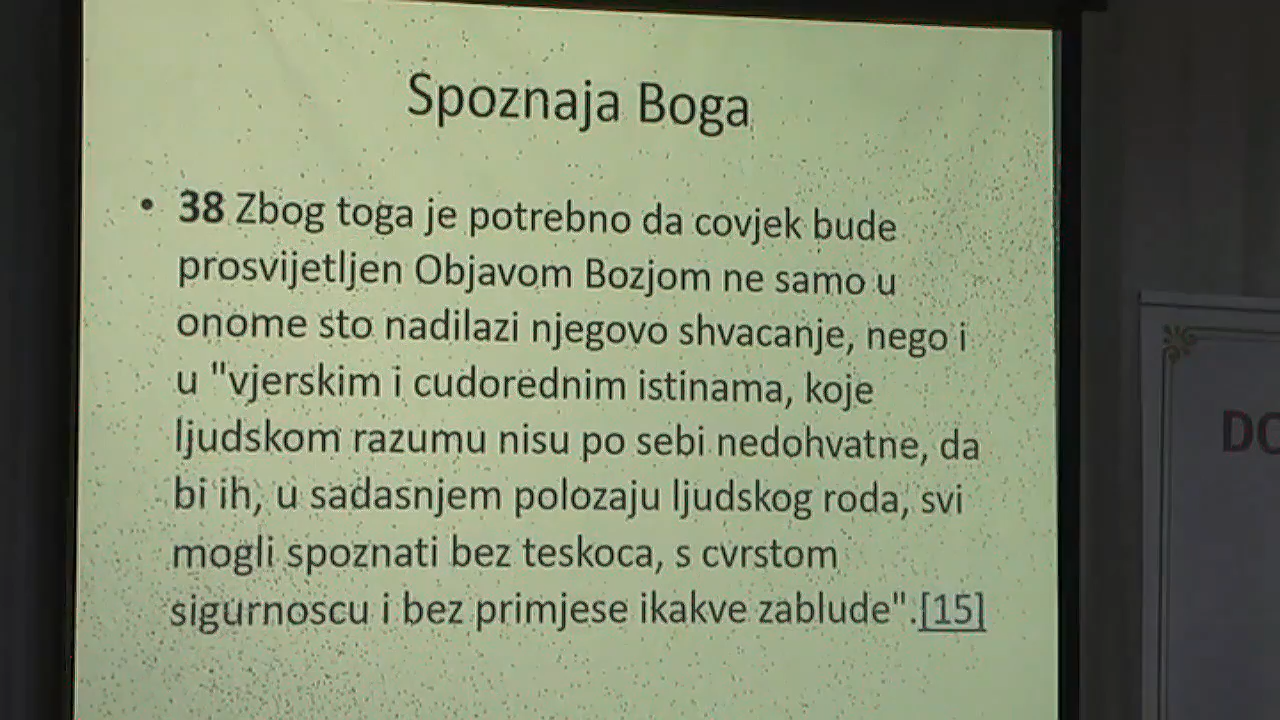 Spoznaja Boga
• 38 Zbog toga je potrebno da covjek bude
prosvijetljen Objavom Bozjom ne samo u
onome sto nadilazi njegovo shvacanje, nego i
u "vjerskim i cudorednim istinama, koje
ljudskom razumu nisu po sebi nedohvatne, da
bi ih, u sadasnjem polozaju ljudskog roda, svi
mogli spoznati bez teskoca, s cvrstom
sigurnoscu i bez primjese ikakve zablude".[15]
DO